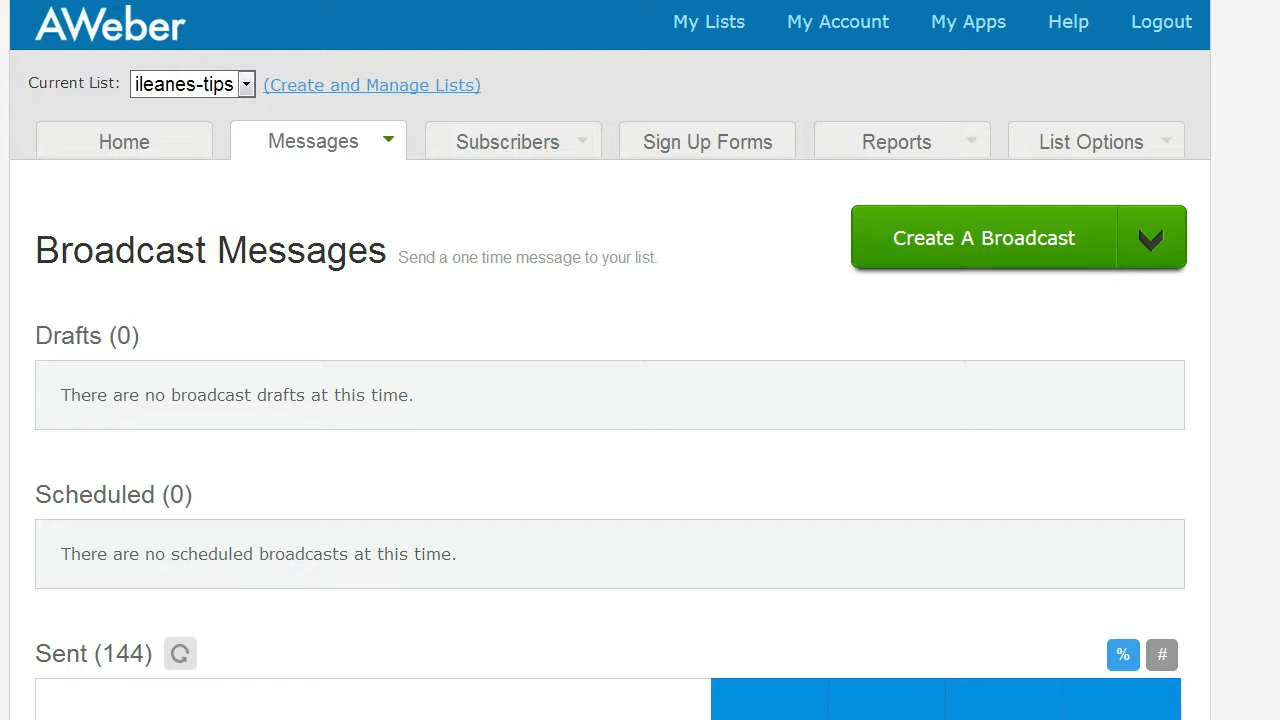 AWeber
My Lists My Account My Apps Help Logout
Current List: ileanes-tips (Create and Manage Lists)
Home Messages Subscribers Sign Up Forms Reports List Options
Broadcast Messages Send a one time message to your list.
Create A Broadcast
Drafts (0)
There are no broadcast drafts at this time.
Scheduled (0)
There are no scheduled broadcasts at this time.
Sent (144)
% #